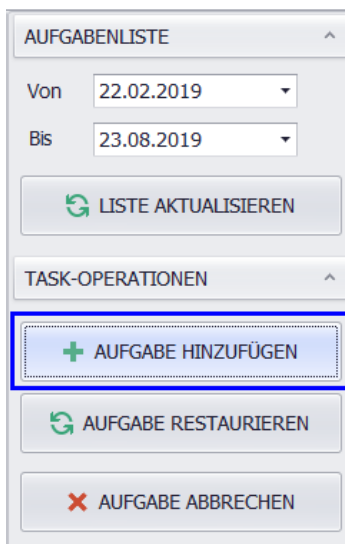 AUFGABENLISTE
Von 22.02.2019
Bis 23.08.2019
LISTE AKTUALISIEREN
TASK-OPERATIONEN
AUFGABE HINZUFÜGEN
AUFGABE RESTAURIEREN
AUFGABE ABBRECHEN